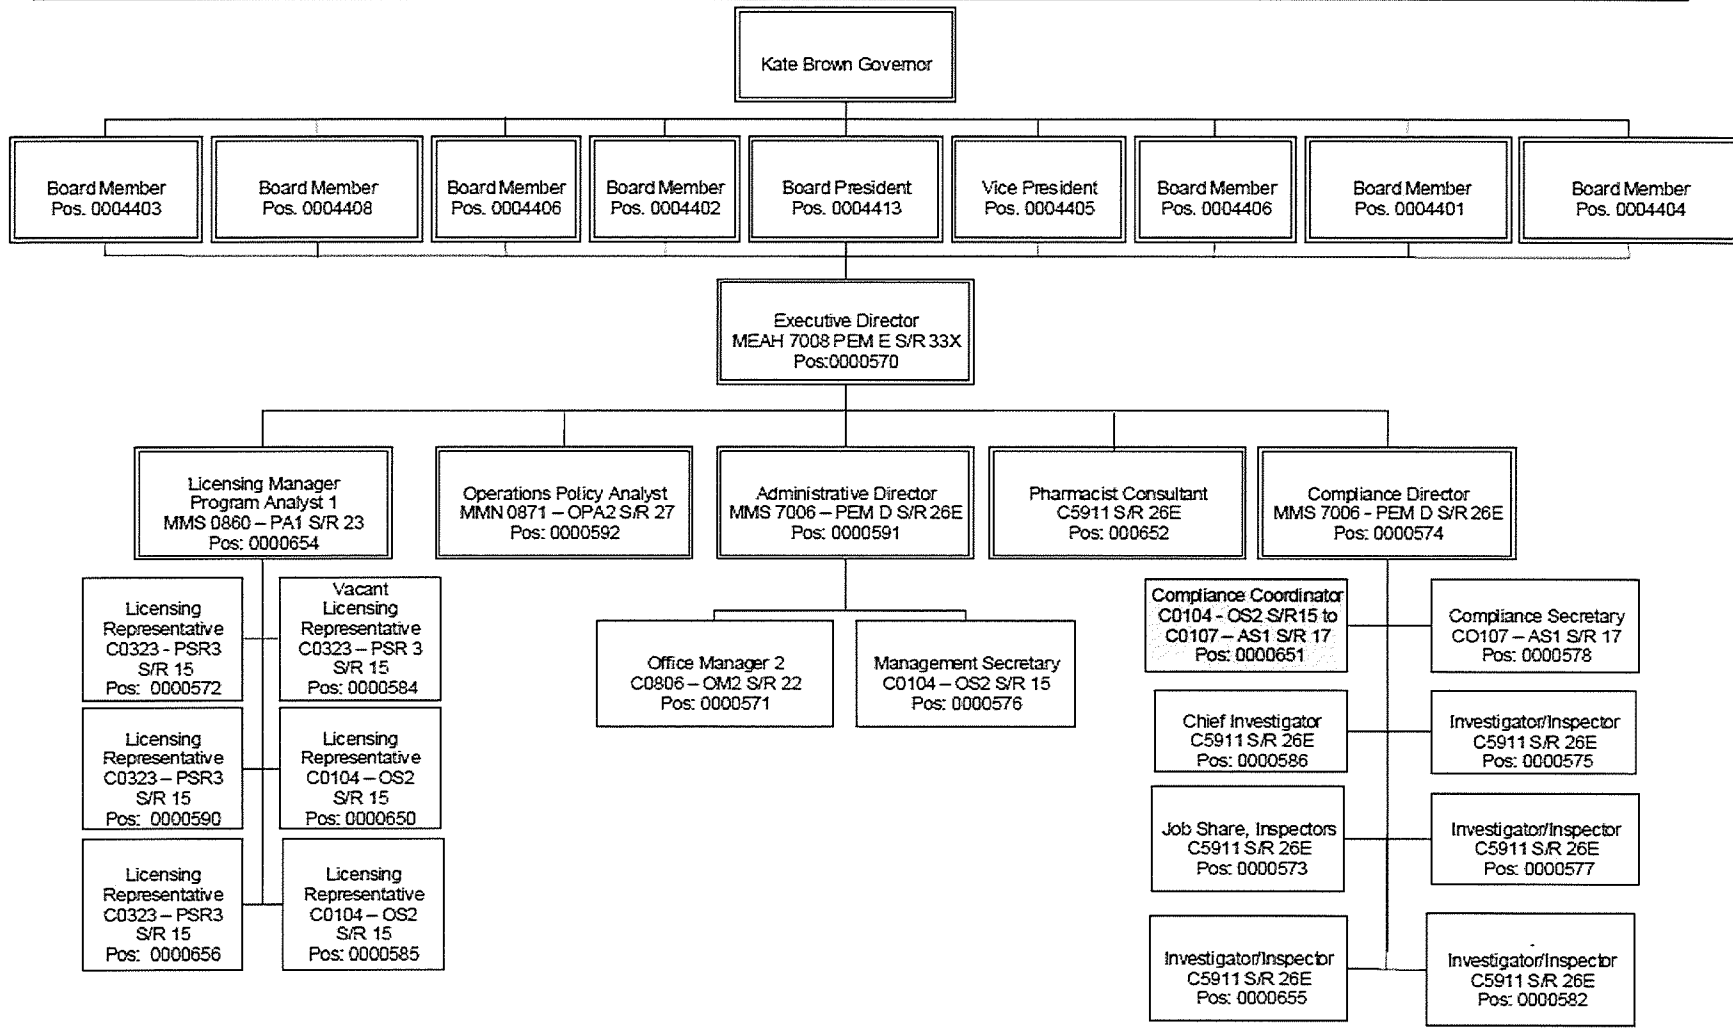 Kate Brown Governor
Board Member
Pos. 0004403
Board Member
Pos. 0004408
Board Member
Pos. 0004406
Board Member
Pos. 0004402
Board President
Pos. 0004413
Vice President
Pos. 0004405
Board Member
Pos. 0004406
Board Member
Pos. 0004401
Board Member
Pos. 0004404
Executive Director
MEAH 7008 PEM E S/R 33X
Pos:0000570
Licensing Manager
Program Analyst 1
MMS 0860 – PA1 S/R 23
Pos: 0000654
Operations Policy Analyst
MMN 0871 – OPA2 S/R 27
Pos: 0000592
Administrative Director
MMS 7006 – PEM D S/R 26E
Pos: 0000591
Pharmacist Consultant
C5911 S/R 26E
Pos: 000652
Compliance Director
MMS 7006 - PEM D S/R 26E
Pos: 0000574
Licensing
Representative
C0323 - PSR3
S/R 15
Pos: 0000572
Vacant
Licensing
Representative
C0323 – PSR 3
S/R 15
Pos: 0000584
Licensing
Representative
C0323 – PSR3
S/R 15
Pos: 0000590
Licensing
Representative
C0104 – OS2
S/R 15
Pos: 0000650
Licensing
Representative
C0323 – PSR3
S/R 15
Pos: 0000656
Licensing
Representative
C0104 – OS2
S/R 15
Pos: 0000585
Office Manager 2
C0806 – OM2 S/R 22
Pos: 0000571
Management Secretary
C0104 – OS2 S/R 15
Pos: 0000576
Compliance Coordinator
C0104 - OS2 S/R15 to
C0107 – AS1 S/R 17
Pos: 0000651
Compliance Secretary
CO107 – AS1 S/R 17
Pos: 0000578
Chief Investigator
C5911 S/R 26E
Pos: 0000586
Investigator/Inspector
C5911 S/R 26E
Pos: 0000575
Job Share, Inspectors
C5911 S/R 26E
Pos: 0000573
Investigator/Inspector
C5911 S/R 26E
Pos: 0000577
Investigator/Inspector
C5911 S/R 26E
Pos: 0000655
Investigator/Inspector
C5911 S/R 26E
Pos: 0000582